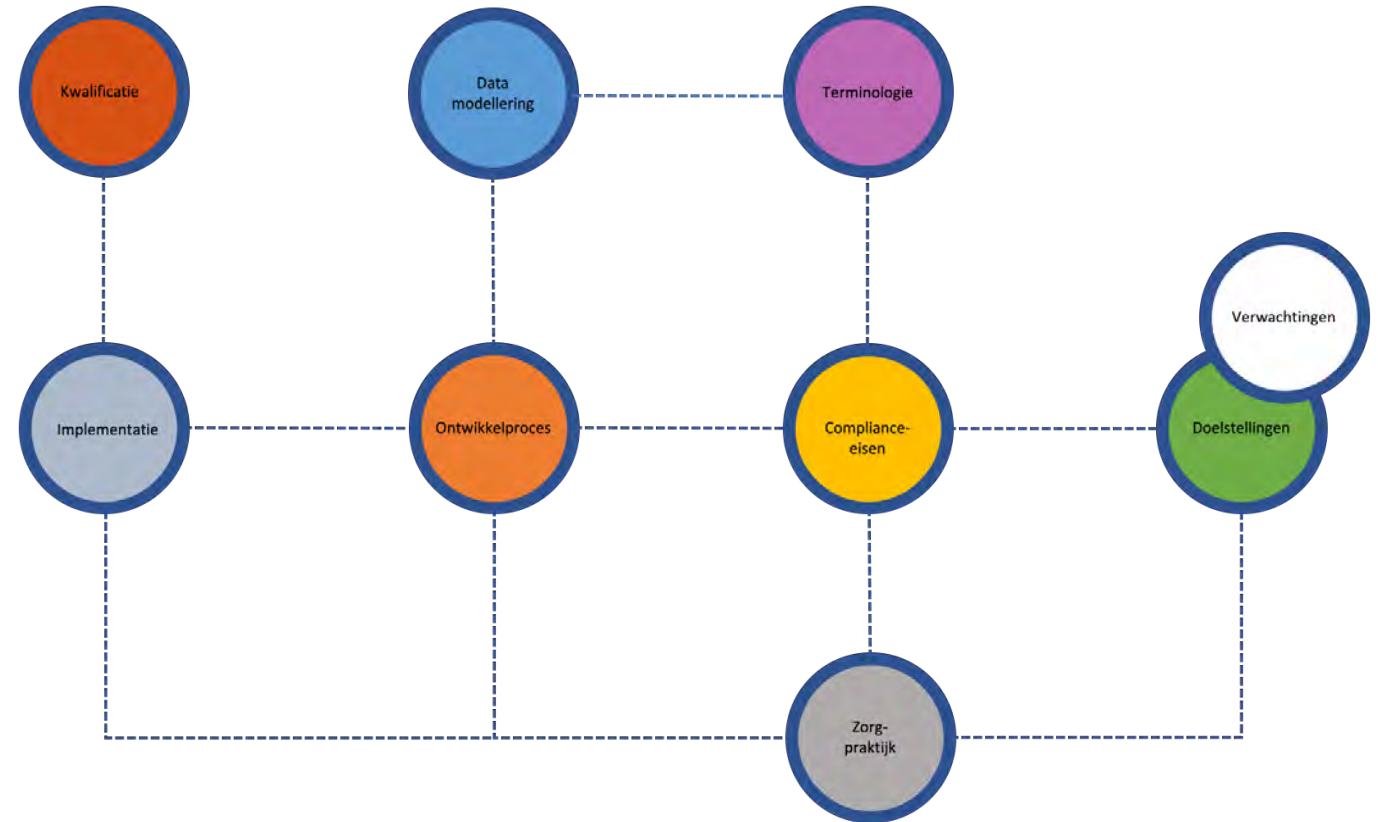 Kwalificatie
Data
modellering
Terminologie
Verwachtingen
Implementatie
Ontwikkelproces
Compliance-
eisen
Doelstellingen
Zorg-
praktijk